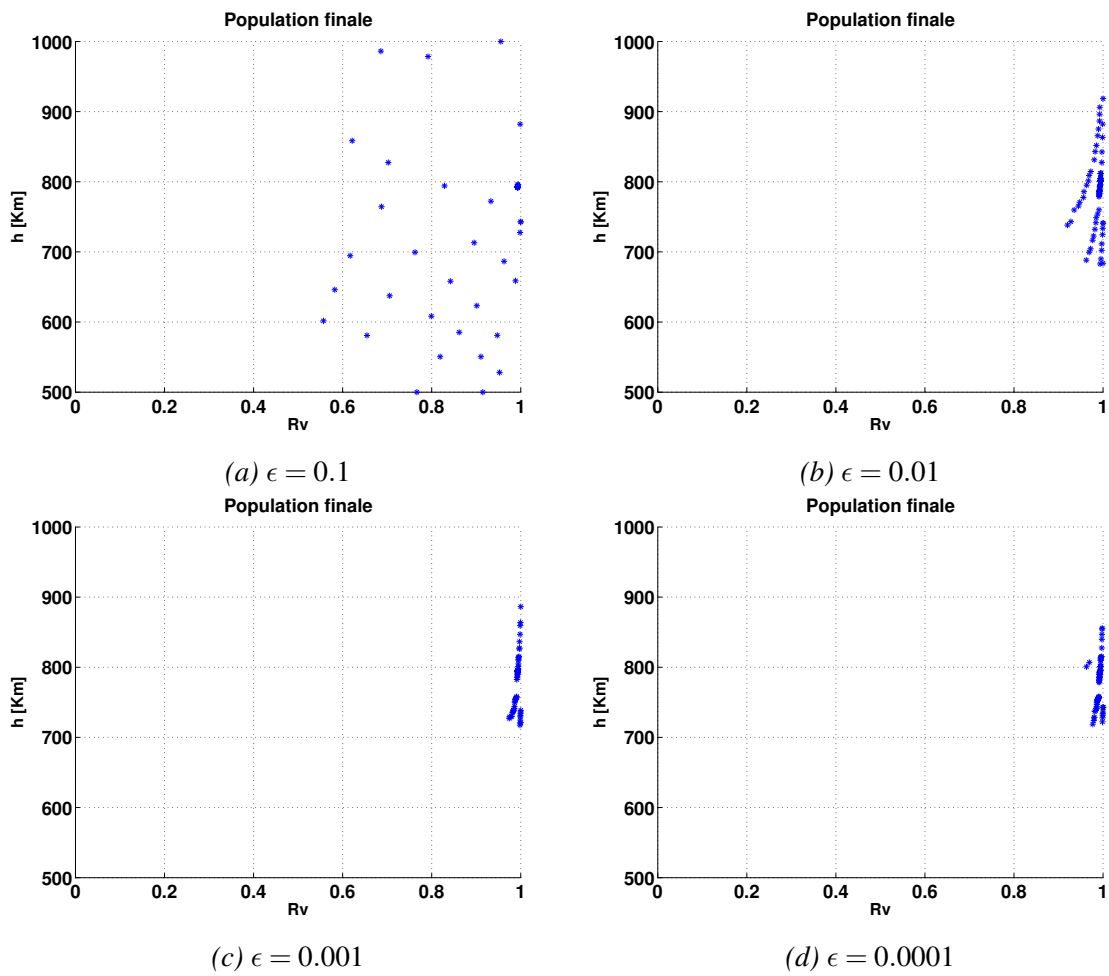 Population finale
1000
900
800
700
600
500
h [Km]
0 0.2 0.4 0.6 0.8 1
Rv
(a) ϵ = 0.1
Population finale
1000
900
800
700
600
500
h [Km]
0 0.2 0.4 0.6 0.8 1
Rv
(b) ϵ = 0.01
Population finale
1000
900
800
700
600
500
h [Km]
0 0.2 0.4 0.6 0.8 1
Rv
(c) ϵ = 0.001
Population finale
1000
900
800
700
600
500
h [Km]
0 0.2 0.4 0.6 0.8 1
Rv
(d) ϵ = 0.0001